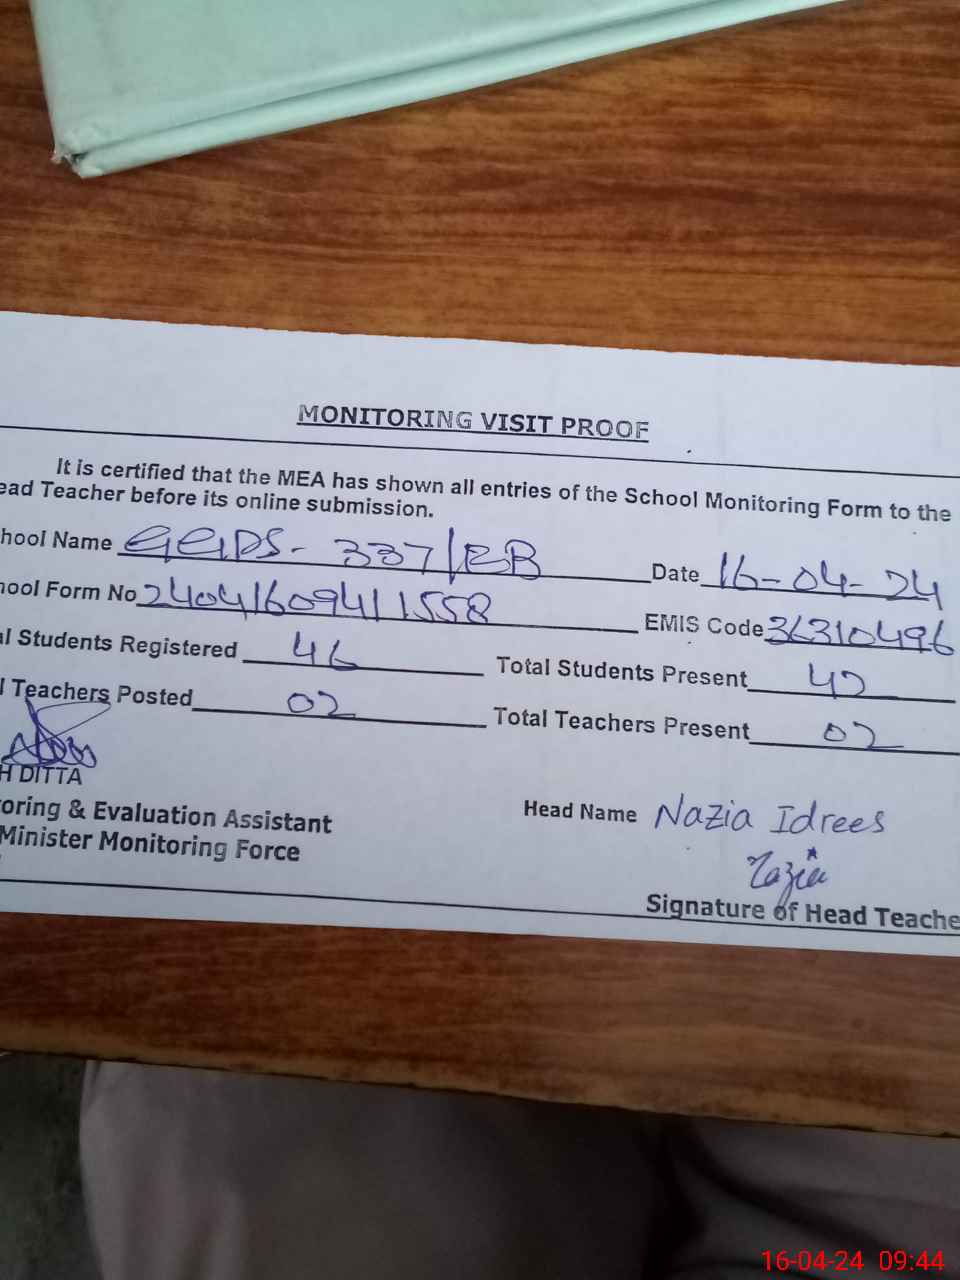 MONITORING VISIT PROOF
It is certified that the MEA has shown all entries of the School Monitoring Form to the
ead Teacher before its online submission.
hool Name GGPS- 337/EB Date 16-04-24
hool Form No 240416094111558 EMIS Code 36310496
al Students Registered 46 Total Students Present 42
l Teachers Posted 02 Total Teachers Present 02
H DITTA
oring & Evaluation Assistant Head Name Nazia Idrees
Minister Monitoring Force
Nazia
Signature of Head Teache
16-04-24 09:44